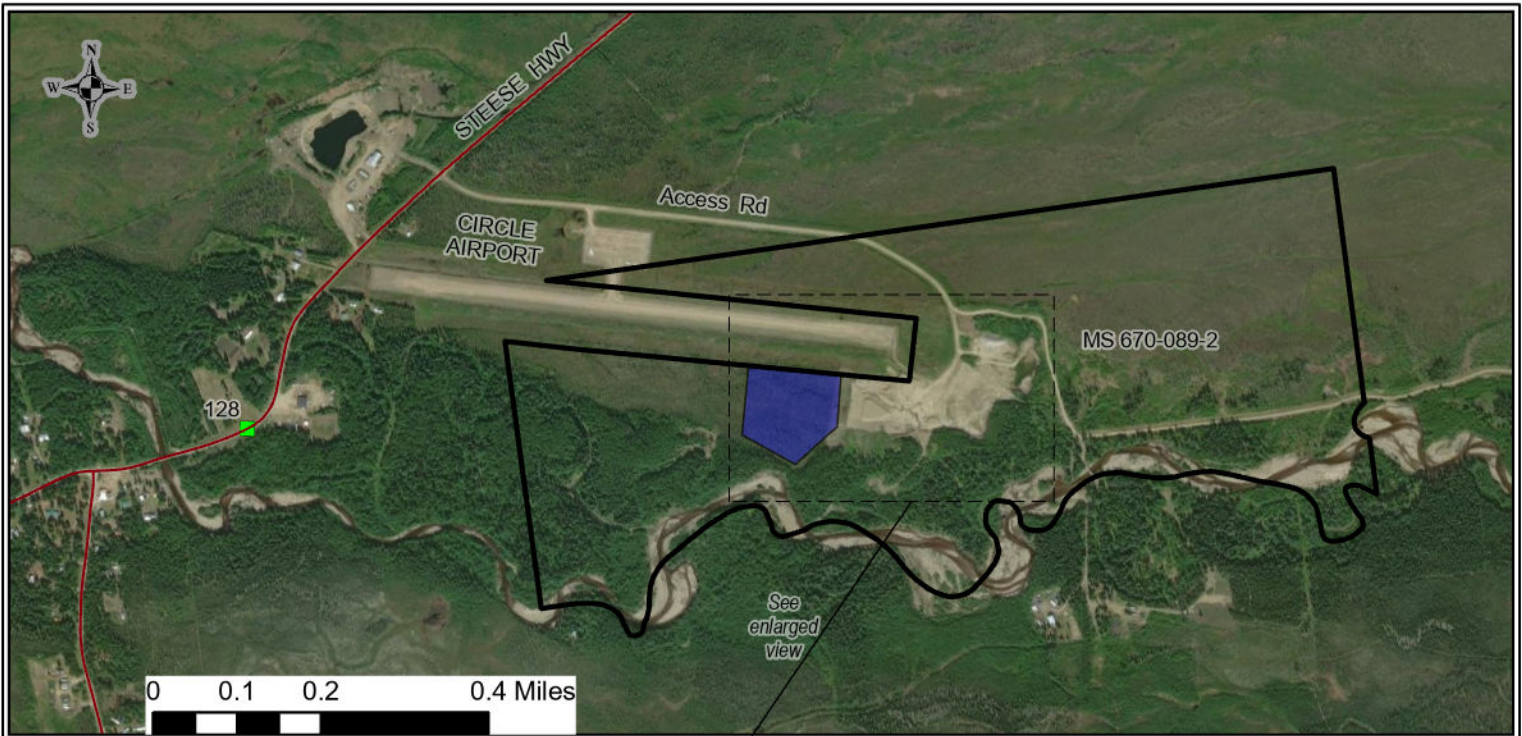 N
W E
S
STEESE HWY
Access Rd
CIRCLE
AIRPORT
MS 670-089-2
128
See
enlarged
view
0 0.1 0.2 0.4 Miles